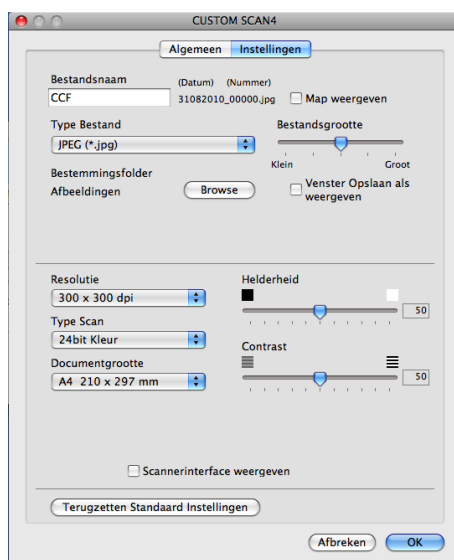 CUSTOM SCAN4
Algemeen Instellingen
Bestandsnaam
(Datum) (Nummer)
CCF
31082010_00000.jpg
Map weergeven
Type Bestand
Bestandsgrootte
JPEG (*.jpg)
Klein
Groot
Bestemmingsfolder
Afbeeldingen
Browse
Venster Opslaan als
weergeven
Resolutie
Helderheid
300 x 300 dpi
50
Type Scan
24bit Kleur
Contrast
Documentgrootte
A4 210 x 297 mm
50
Scannerinterface weergeven
Terugzetten Standaard Instellingen
Afbreken
OK